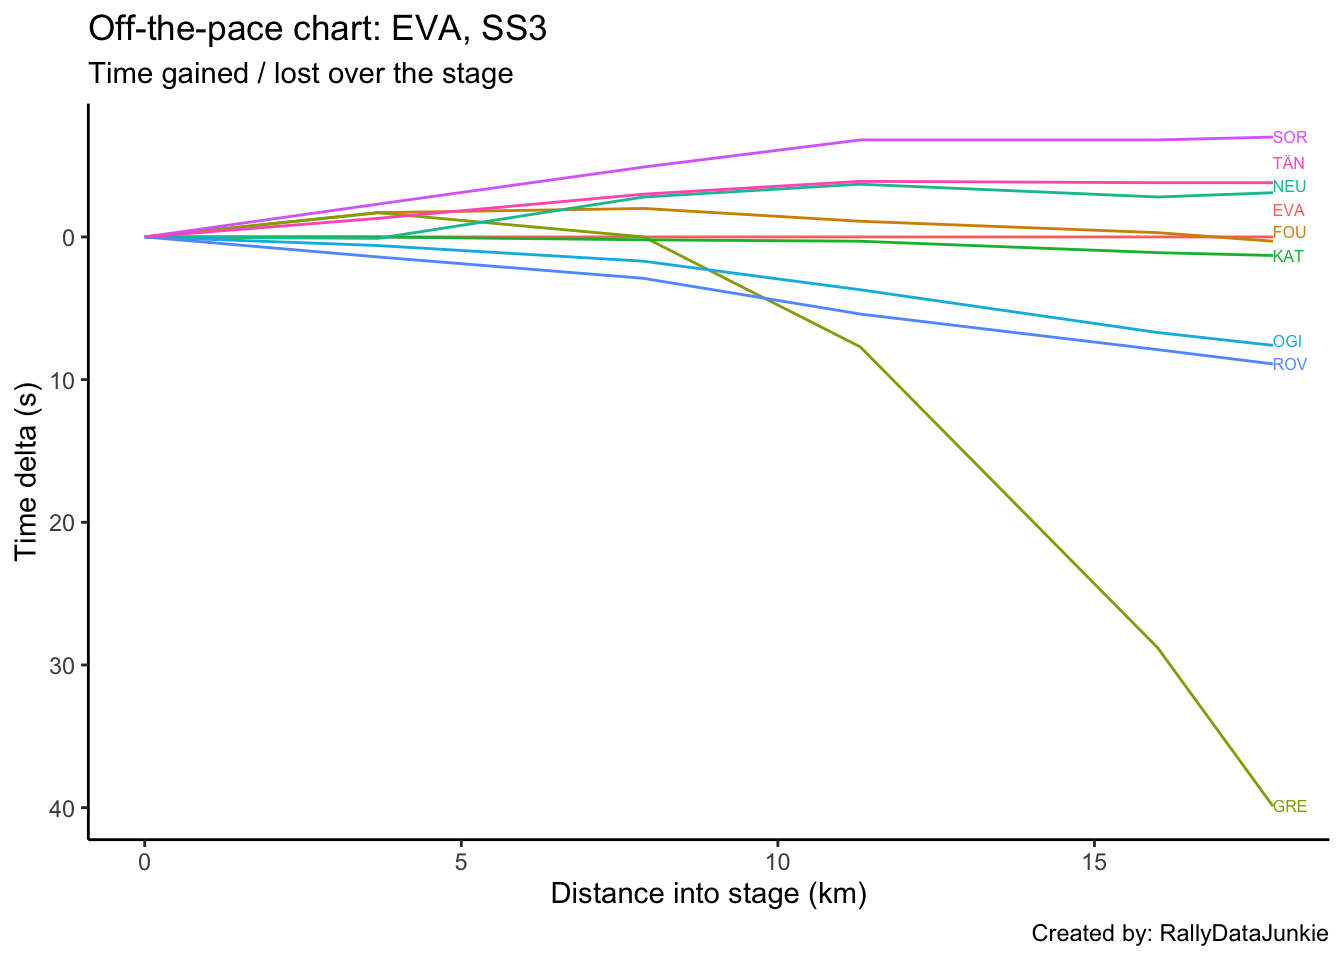 Off-the-pace chart: EVA, SS3
Time gained / lost over the stage
SOR
TÄN
NEU
EVA
FOU
KAT
OGI
ROV
GRE
0
10
20
30
40
Time delta (s)
0 5 10 15
Distance into stage (km)
Created by: RallyDataJunkie